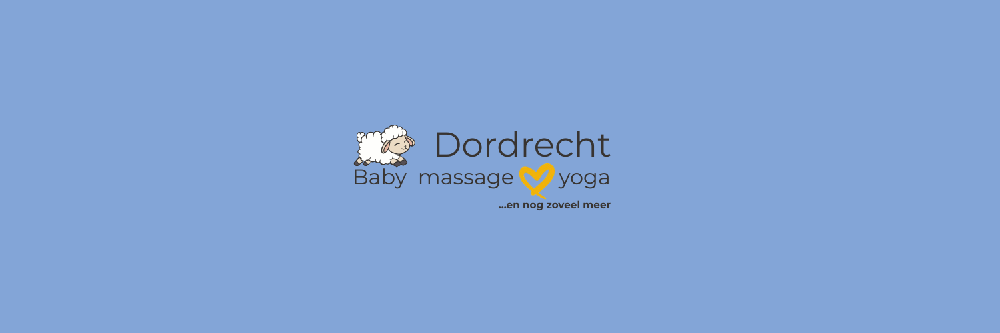 Dordrecht
Baby massage yoga
...en nog zoveel meer